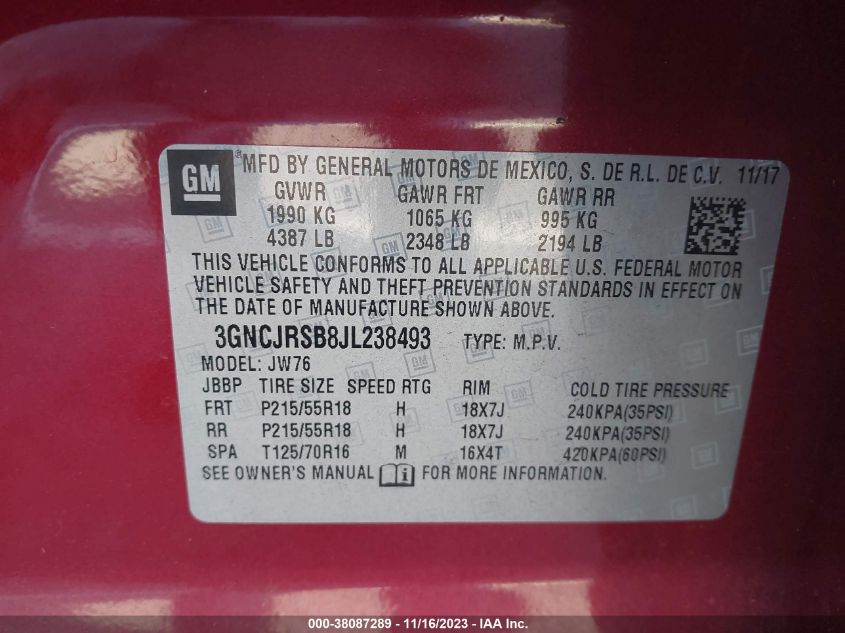 GM ® MFD BY GENERAL MOTORS DE MEXICO, S. DE R.L. DE C.V. 11/17
GVWR GAWR FRT GAWR RR
1990 KG 1065 KG 995 KG
4387 LB 2348 LB 2194 LB
THIS VEHICLE CONFORMS TO ALL APPLICABLE U.S. FEDERAL MOTOR
VEHICLE SAFETY AND THEFT PREVENTION STANDARDS IN EFFECT ON
THE DATE OF MANUFACTURE SHOWN ABOVE.
3GNCJRSB8JL238493 TYPE: M.P.V.
MODEL: JW76
JBBP TIRE SIZE SPEED RTG RIM COLD TIRE PRESSURE
FRT P215/55R18 H 18X7J 240KPA(35PSI)
RR P215/55R18 H 18X7J 240KPA(35PSI)
SPA T125/70R16 M 16X4T 420KPA(60PSI)
SEE OWNER'S MANUAL i FOR MORE INFORMATION.
000-38087289 - 11/16/2023 - IAA Inc.